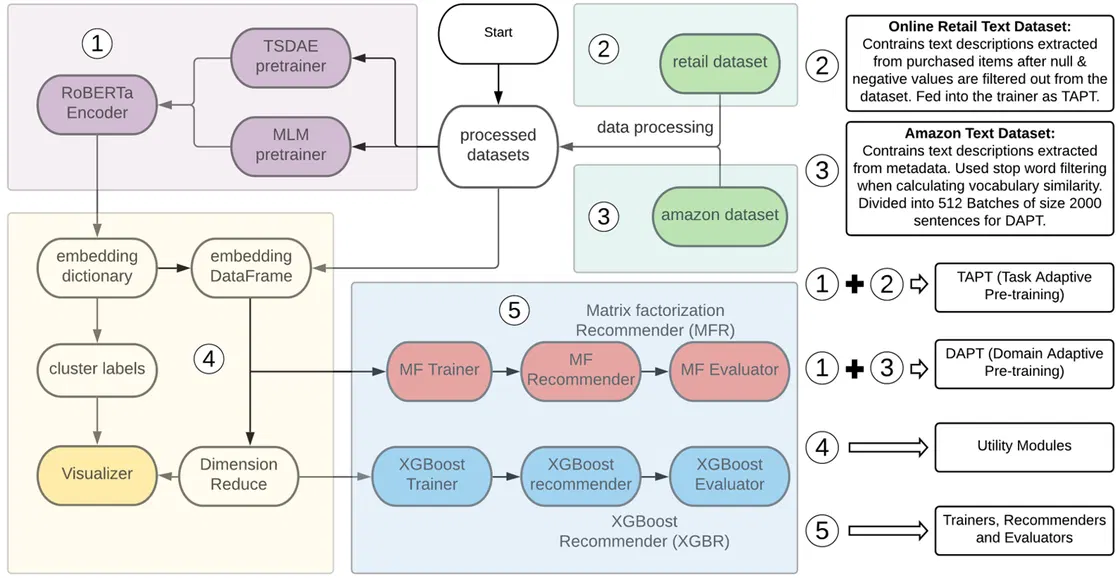 1
TSDAE
pretrainer
RoBERTa
Encoder
MLM
pretrainer
Start
processed
datasets
2
retail dataset
data processing
3
amazon dataset
embedding
dictionary
embedding
DataFrame
cluster labels
4
Visualizer
Dimension
Reduce
5
Matrix factorization
Recommender (MFR)
MF Trainer
MF
Recommender
MF Evaluator
XGBoost
Trainer
XGBoost
recommender
XGBoost
Evaluator
XGBoost
Recommender (XGBR)
2
Online Retail Text Dataset:
Contrains text descriptions extracted
from purchased items after null &
negative values are filtered out from the
dataset. Fed into the trainer as TAPT.
3
Amazon Text Dataset:
Contrains text descriptions extracted
from metadata. Used stop word filtering
when calculating vocabulary similarity.
Divided into 512 Batches of size 2000
sentences for DAPT.
1 + 2
TAPT (Task Adaptive
Pre-training)
1 + 3
DAPT (Domain Adaptive
Pre-training)
4
Utility Modules
5
Trainers, Recommenders
and Evaluators